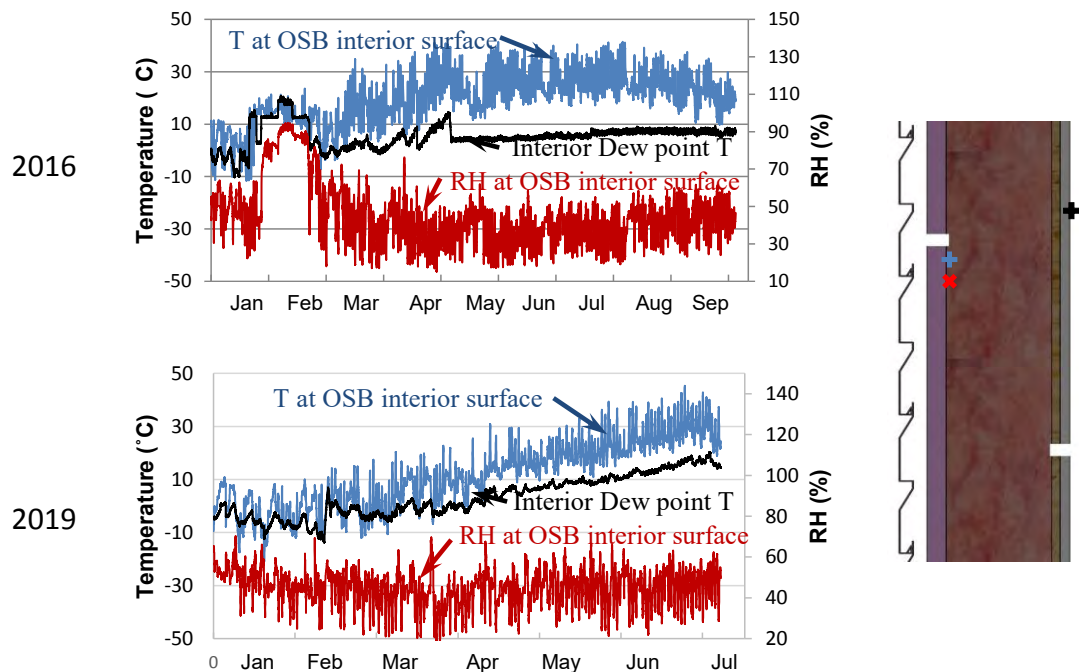 2016
Temperature (˚C)
50
30
10
-10
-30
-50
T at OSB interior surface
Interior Dew point T
RH at OSB interior surface
150
130
110
90
70
50
30
10
RH (%)
Jan Feb Mar Apr May Jun Jul Aug Sep
2019
Temperature (˚C)
50
30
10
-10
-30
-50
T at OSB interior surface
Interior Dew point T
RH at OSB interior surface
140
120
100
80
60
40
20
RH (%)
0 Jan Feb Mar Apr May Jun Jul